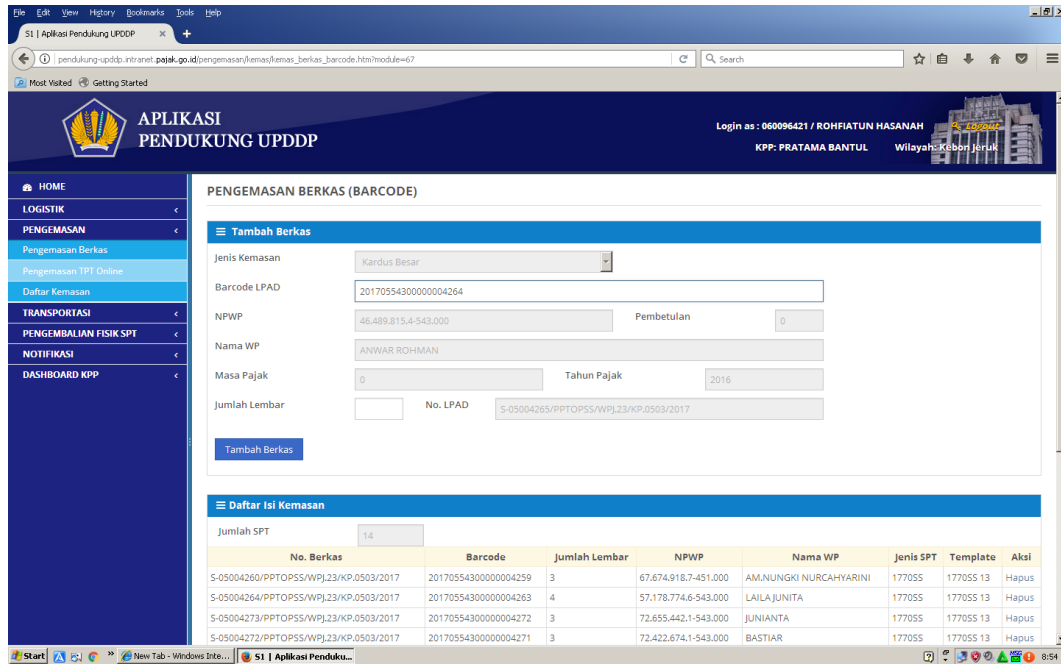 File Edit View History Bookmarks Tools Help
S1 | Aplikasi Pendukung UPDDP × +
pendukung-upddp.intranet.pajak.go.id/pengemasan/kemas/kemas_berkas_barcode.htm?module=67 Search
Most Visited Getting Started
APLIKASI
PENDUKUNG UPDDP
Login as : 060096421 / ROHFIATUN HASANAH Logout
KPP: PRATAMA BANTUL Wilayah: Kebon Jeruk
HOME
LOGISTIK
PENGEMASAN
Pengemasan Berkas
Pengemasan TPT Online
Daftar Kemasan
TRANSPORTASI
PENGEMBALIAN FISIK SPT
NOTIFIKASI
DASHBOARD KPP
PENGEMASAN BERKAS (BARCODE)
Tambah Berkas
Jenis Kemasan Kardus Besar
Barcode LPAD 20170554300000004264
NPWP 46.489.815.4-543.000 Pembetulan 0
Nama WP ANWAR ROHMAN
Masa Pajak 0 Tahun Pajak 2016
Jumlah Lembar No. LPAD S-05004265/PPTOPSS/WPJ.23/KP.0503/2017
Tambah Berkas
Daftar Isi Kemasan
Jumlah SPT 14
No. Berkas Barcode Jumlah Lembar NPWP Nama WP Jenis SPT Template Aksi
S-05004260/PPTOPSS/WPJ.23/KP.0503/2017 20170554300000004259 3 67.674.918.7-451.000 AM.NUNGKI NURCAHYARINI 1770SS 1770SS 13 Hapus
S-05004264/PPTOPSS/WPJ.23/KP.0503/2017 20170554300000004263 4 57.178.774.6-543.000 LAILA JUNITA 1770SS 1770SS 13 Hapus
S-05004273/PPTOPSS/WPJ.23/KP.0503/2017 20170554300000004272 3 72.655.442.1-543.000 JUNIANTA 1770SS 1770SS 13 Hapus
S-05004272/PPTOPSS/WPJ.23/KP.0503/2017 20170554300000004271 3 72.422.674.1-543.000 BASTIAR 1770SS 1770SS 13 Hapus
Start New Tab - Windows Inte... S1 | Aplikasi Penduku... 8:54